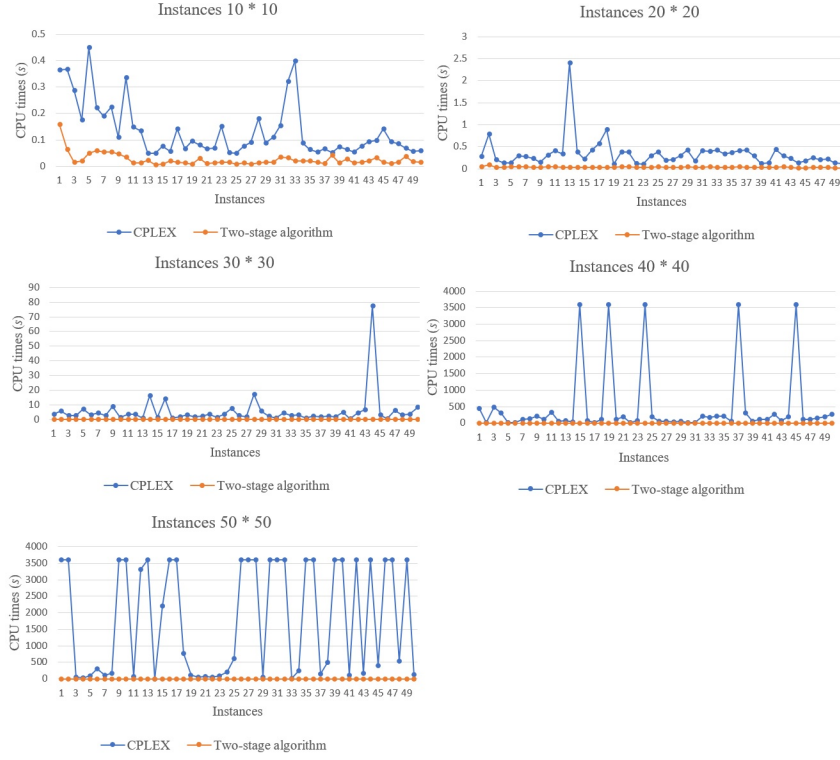 Instances 10 * 10
0.5
0.4
0.3
0.2
0.1
0
CPU times (s)
1 3 5 7 9 11 13 15 17 19 21 23 25 27 29 31 33 35 37 39 41 43 45 47 49
Instances
CPLEX Two-stage algorithm
Instances 20 * 20
3
2.5
2
1.5
1
0.5
0
CPU times (s)
1 3 5 7 9 11 13 15 17 19 21 23 25 27 29 31 33 35 37 39 41 43 45 47 49
Instances
CPLEX Two-stage algorithm
Instances 30 * 30
90
80
70
60
50
40
30
20
10
0
CPU times (s)
1 3 5 7 9 11 13 15 17 19 21 23 25 27 29 31 33 35 37 39 41 43 45 47 49
Instances
CPLEX Two-stage algorithm
Instances 40 * 40
4000
3500
3000
2500
2000
1500
1000
500
0
CPU times (s)
1 3 5 7 9 11 13 15 17 19 21 23 25 27 29 31 33 35 37 39 41 43 45 47 49
Instances
CPLEX Two-stage algorithm
Instances 50 * 50
4000
3500
3000
2500
2000
1500
1000
500
0
CPU times (s)
1 3 5 7 9 11 13 15 17 19 21 23 25 27 29 31 33 35 37 39 41 43 45 47 49
Instances
CPLEX Two-stage algorithm